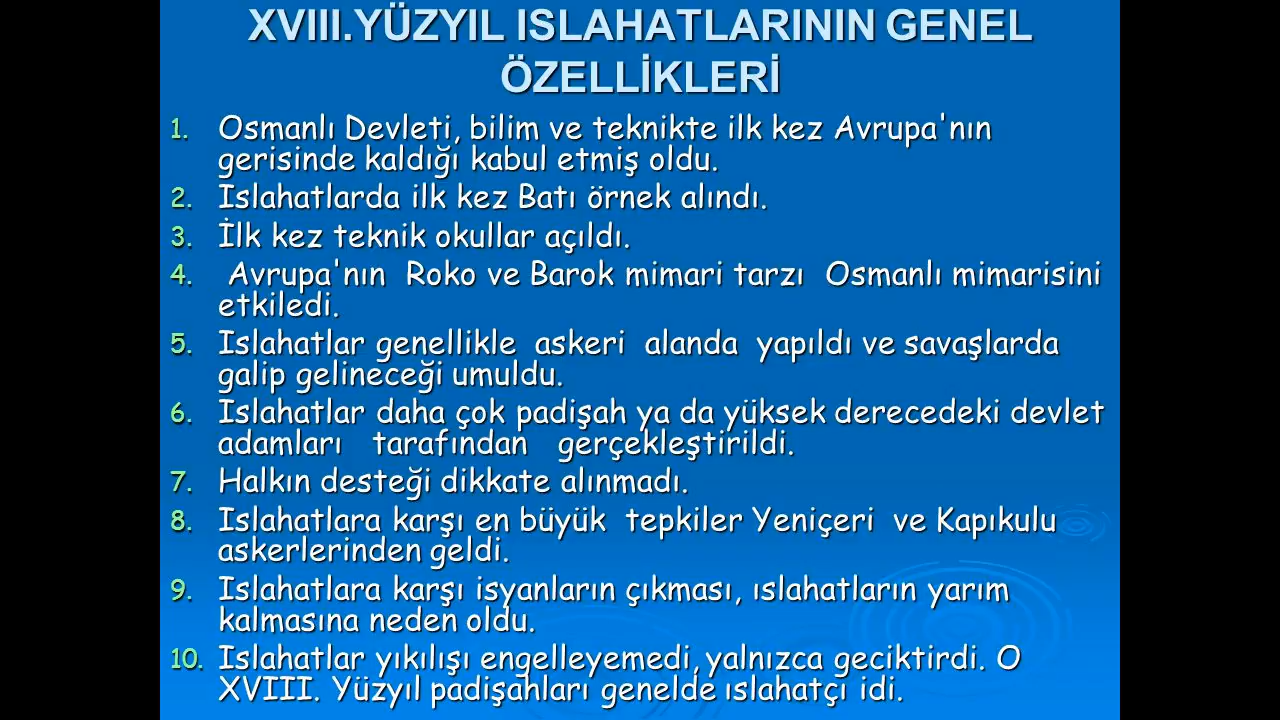 XVIII.YÜZYIL ISLAHATLARININ GENEL
ÖZELLİKLERİ
1. Osmanlı Devleti, bilim ve teknikte ilk kez Avrupa'nın
gerisinde kaldığı kabul etmiş oldu.
2. Islahatlarda ilk kez Batı örnek alındı.
3. İlk kez teknik okullar açıldı.
4. Avrupa'nın Roko ve Barok mimari tarzı Osmanlı mimarisini
etkiledi.
5. Islahatlar genellikle askeri alanda yapıldı ve savaşlarda
galip gelineceği umuldu.
6. Islahatlar daha çok padişah ya da yüksek derecedeki devlet
adamları tarafından gerçekleştirildi.
7. Halkın desteği dikkate alınmadı.
8. Islahatlara karşı en büyük tepkiler Yeniçeri ve Kapıkulu
askerlerinden geldi.
9. Islahatlara karşı isyanların çıkması, ıslahatların yarım
kalmasına neden oldu.
10. Islahatlar yıkılışı engelleyemedi, yalnızca geciktirdi. O
XVIII. Yüzyıl padişahları genelde ıslahatçı idi.